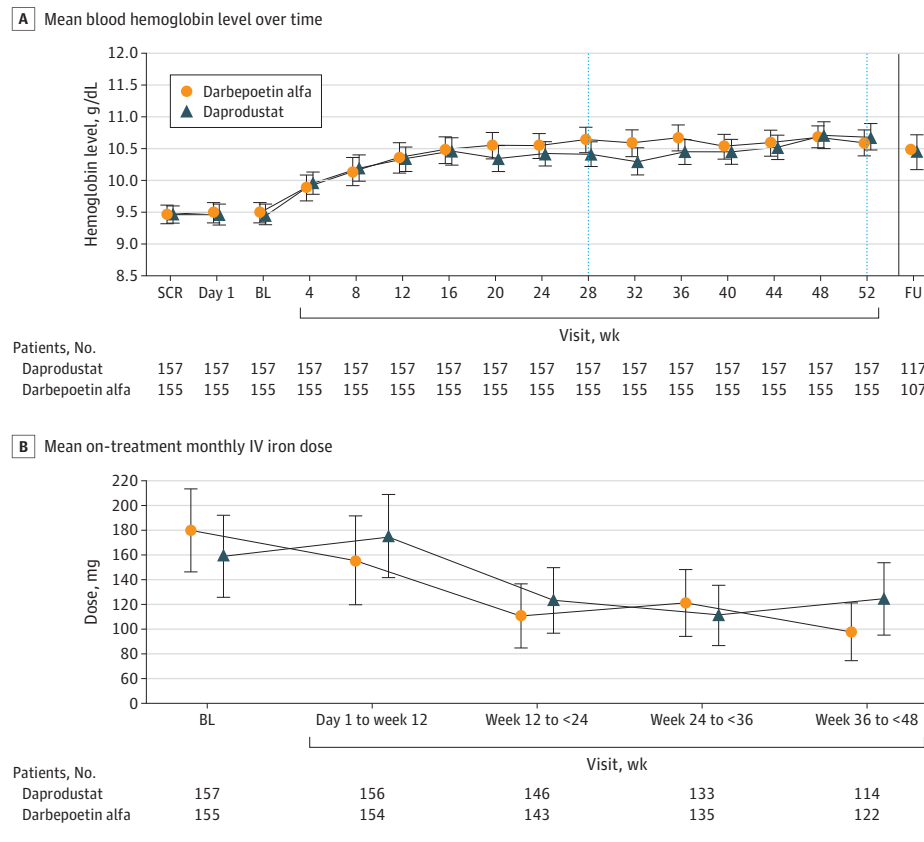 A Mean blood hemoglobin level over time
12.0
11.5
11.0
10.5
10.0
9.5
9.0
8.5
Hemoglobin level, g/dL
Darbepoetin alfa
Daprodustat
SCR Day 1 BL 4 8 12 16 20 24 28 32 36 40 44 48 52 FU
Visit, wk
Patients, No.
Daprodustat 157 157 157 157 157 157 157 157 157 157 157 157 157 157 157 157 117
Darbepoetin alfa 155 155 155 155 155 155 155 155 155 155 155 155 155 155 155 155 107
B Mean on-treatment monthly IV iron dose
220
200
180
160
140
120
100
80
60
0
Dose, mg
BL Day 1 to week 12 Week 12 to <24 Week 24 to <36 Week 36 to <48
Visit, wk
Patients, No.
Daprodustat 157 156 146 133 114
Darbepoetin alfa 155 154 143 135 122